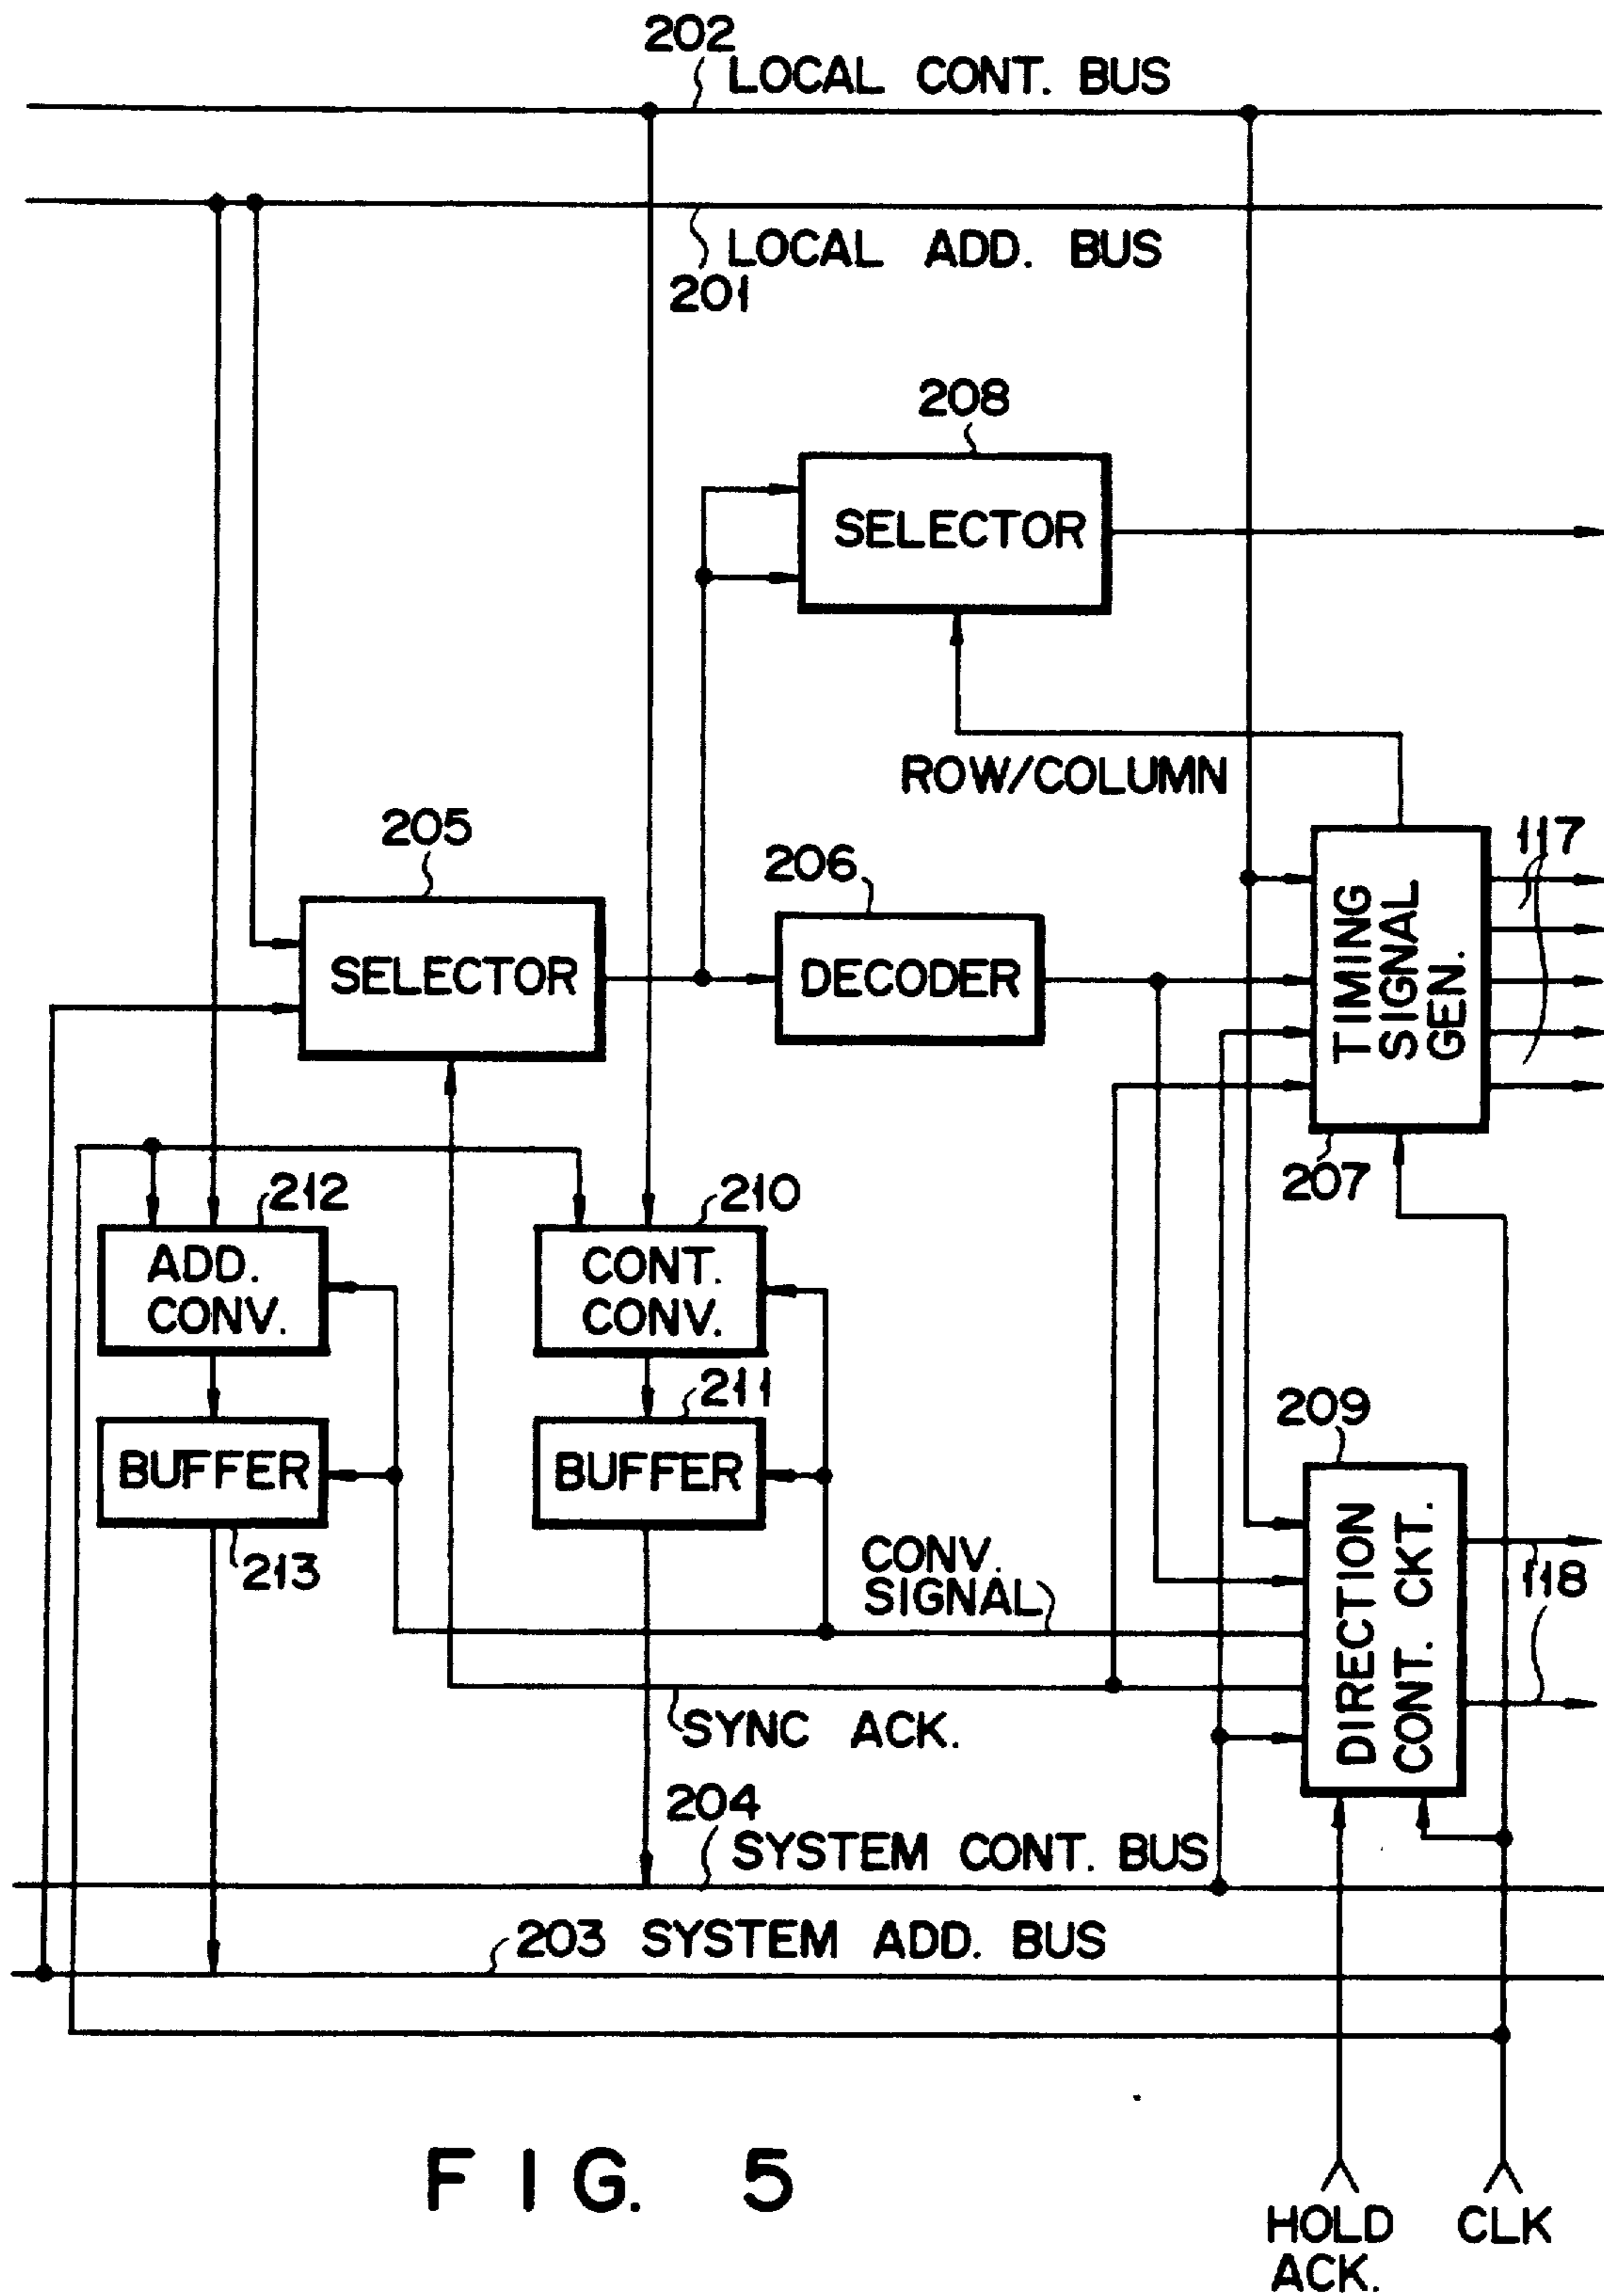 202
LOCAL CONT. BUS
LOCAL ADD. BUS
201
208
SELECTOR
ROW/COLUMN
205
206
117
SELECTOR
DECODER
TIMING
SIGNAL
GEN.
207
212
210
ADD.
CONV.
CONT.
CONV.
211
209
BUFFER
BUFFER
213
CONV.
SIGNAL
DIRECTION
CONT. CKT.
118
SYNC ACK.
204
SYSTEM CONT. BUS
203 SYSTEM ADD. BUS
FIG. 5
HOLD
ACK.
CLK